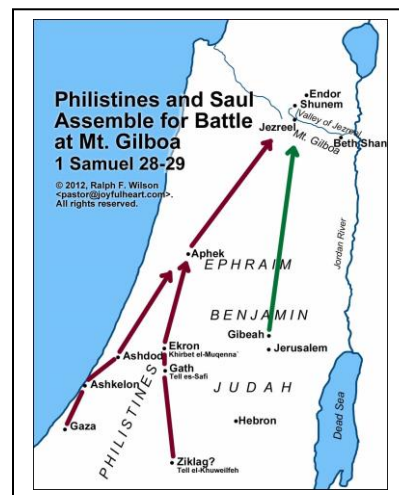 Philistines and Saul
Assemble for Battle
at Mt. Gilboa
1 Samuel 28-29
© 2012, Ralph F. Wilson
<pastor@joyfulheart.com>.
All rights reserved.
Endor
Shunem
(Valley of Jezreel)
Jezreel
Mt. Gilboa
Beth Shan
Jordan River
Aphek
EPHRAIM
BENJAMIN
Gibeah
Jerusalem
Ekron
Khirbet el-Muqenna`
Ashdod
Gath
Tell es-Safi
Ashkelon
JUDAH
PHILISTINES
Gaza
Hebron
Dead Sea
Ziklag?
Tell el-Khuweilfeh